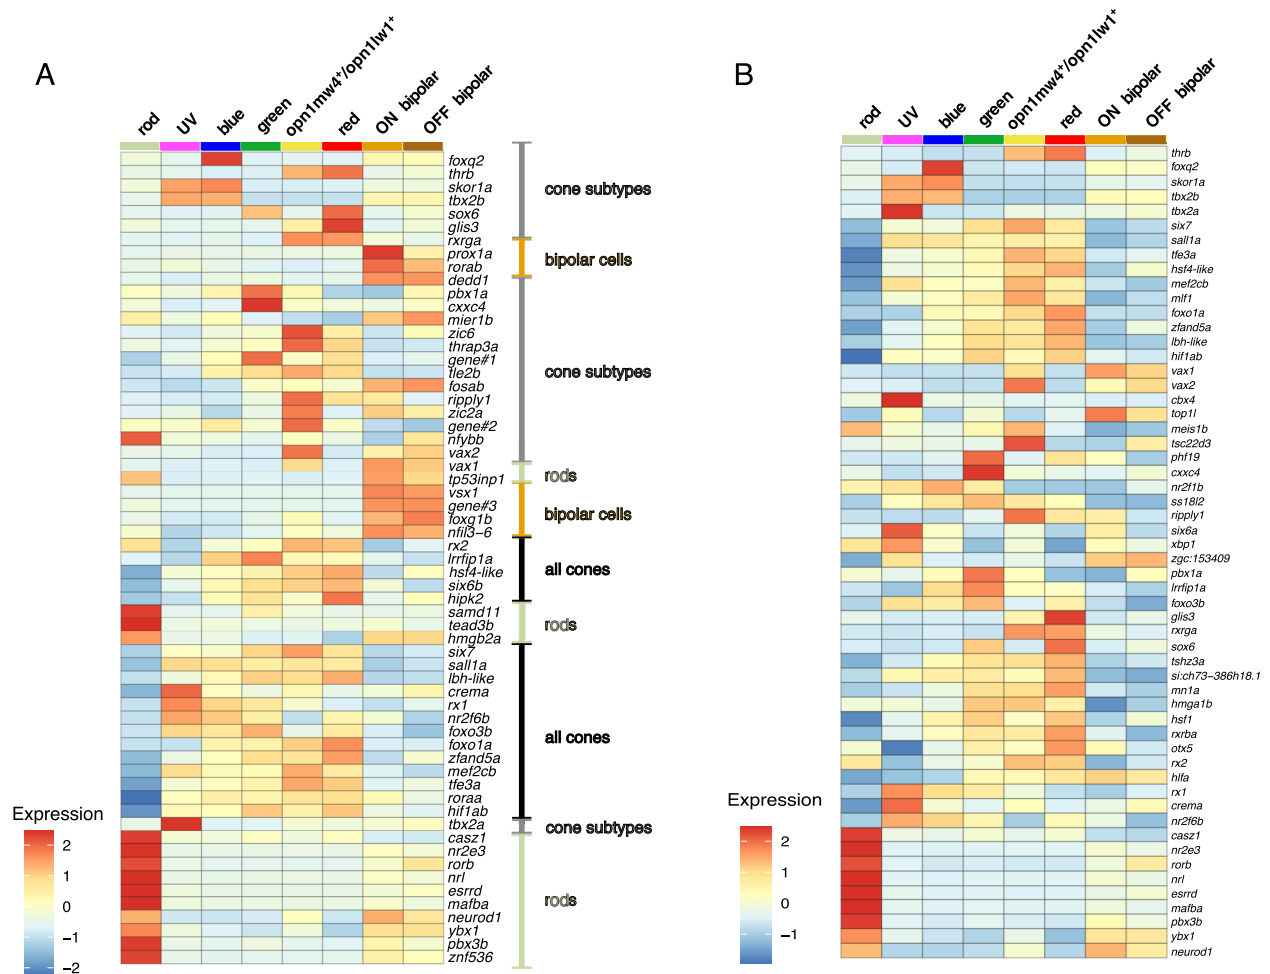 A
rod
UV
blue
green
opn1mw4+/opn1lw1+
red
ON bipolar
OFF bipolar
foxq2
thrb
skor1a
tbx2b
sox6
glis3
rxrga
prox1a
rorab
dedd1
pbx1a
cxxc4
mier1b
zic6
thrap3a
gene#1
tle2b
fosab
ripply1
zic2a
gene#2
nfybb
vax2
vax1
tp53inp1
vsx1
gene#3
foxg1b
nfil3-6
rx2
lrrfip1a
hsf4-like
six6b
hipk2
samd11
tead3b
hmgb2a
six7
sall1a
lbh-like
crema
rx1
nr2f6b
foxo3b
foxo1a
zfand5a
mef2cb
tfe3a
roraa
hif1ab
tbx2a
casz1
nr2e3
rorb
nrl
esrrd
mafba
neurod1
ybx1
pbx3b
znf536
cone subtypes
bipolar cells
cone subtypes
rods
bipolar cells
all cones
rods
all cones
cone subtypes
rods
Expression
2
1
0
−1
−2
B
rod
UV
blue
green
opn1mw4+/opn1lw1+
red
ON bipolar
OFF bipolar
thrb
foxq2
skor1a
tbx2b
tbx2a
six7
sall1a
tfe3a
hsf4-like
mef2cb
mlf1
foxo1a
zfand5a
lbh-like
hif1ab
vax1
vax2
cbx4
top1l
meis1b
tsc22d3
phf19
cxxc4
nr2f1b
ss18l2
ripply1
six6a
xbp1
zgc:153409
pbx1a
lrrfip1a
foxo3b
glis3
rxrga
sox6
tshz3a
si:ch73-386h18.1
mn1a
hmga1b
hsf1
rxrba
otx5
rx2
hlfa
rx1
crema
nr2f6b
casz1
nr2e3
rorb
nrl
esrrd
mafba
pbx3b
ybx1
neurod1
Expression
2
1
0
−1